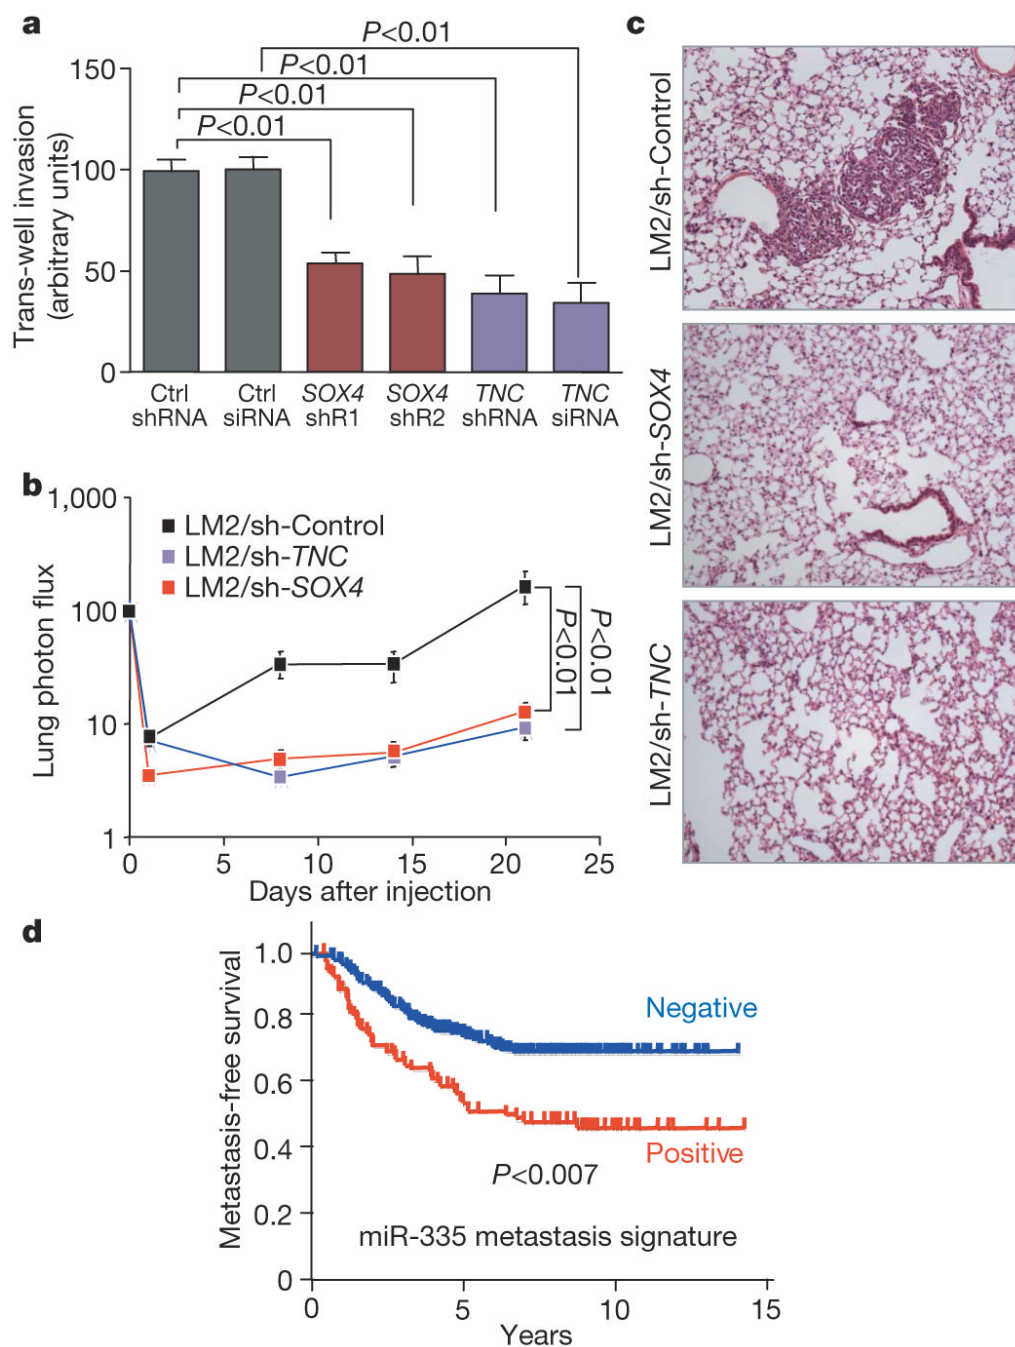 a
P<0.01
P<0.01
P<0.01
P<0.01
150
100
50
0
Trans-well invasion
(arbitrary units)
Ctrl
shRNA
Ctrl
siRNA
SOX4
shR1
SOX4
shR2
TNC
shRNA
TNC
siRNA
b
1,000
100
10
1
Lung photon flux
LM2/sh-Control
LM2/sh-TNC
LM2/sh-SOX4
P<0.01
P<0.01
0 5 10 15 20 25
Days after injection
c
LM2/sh-Control
LM2/sh-SOX4
LM2/sh-TNC
d
1.0
0.8
0.6
0.4
0.2
0
Metastasis-free survival
Negative
Positive
P<0.007
miR-335 metastasis signature
0 5 10 15
Years